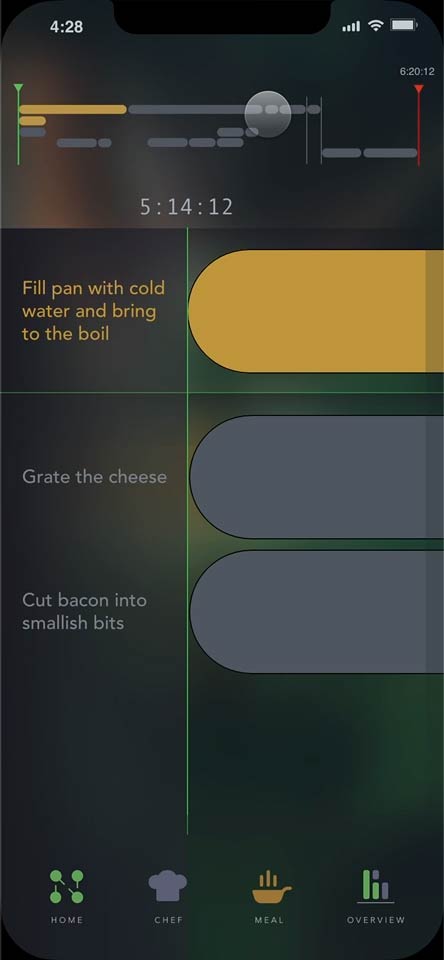 4:28
6:20:12
5:14:12
Fill pan with cold
water and bring
to the boil
Grate the cheese
Cut bacon into
smallish bits
HOME CHEF MEAL OVERVIEW